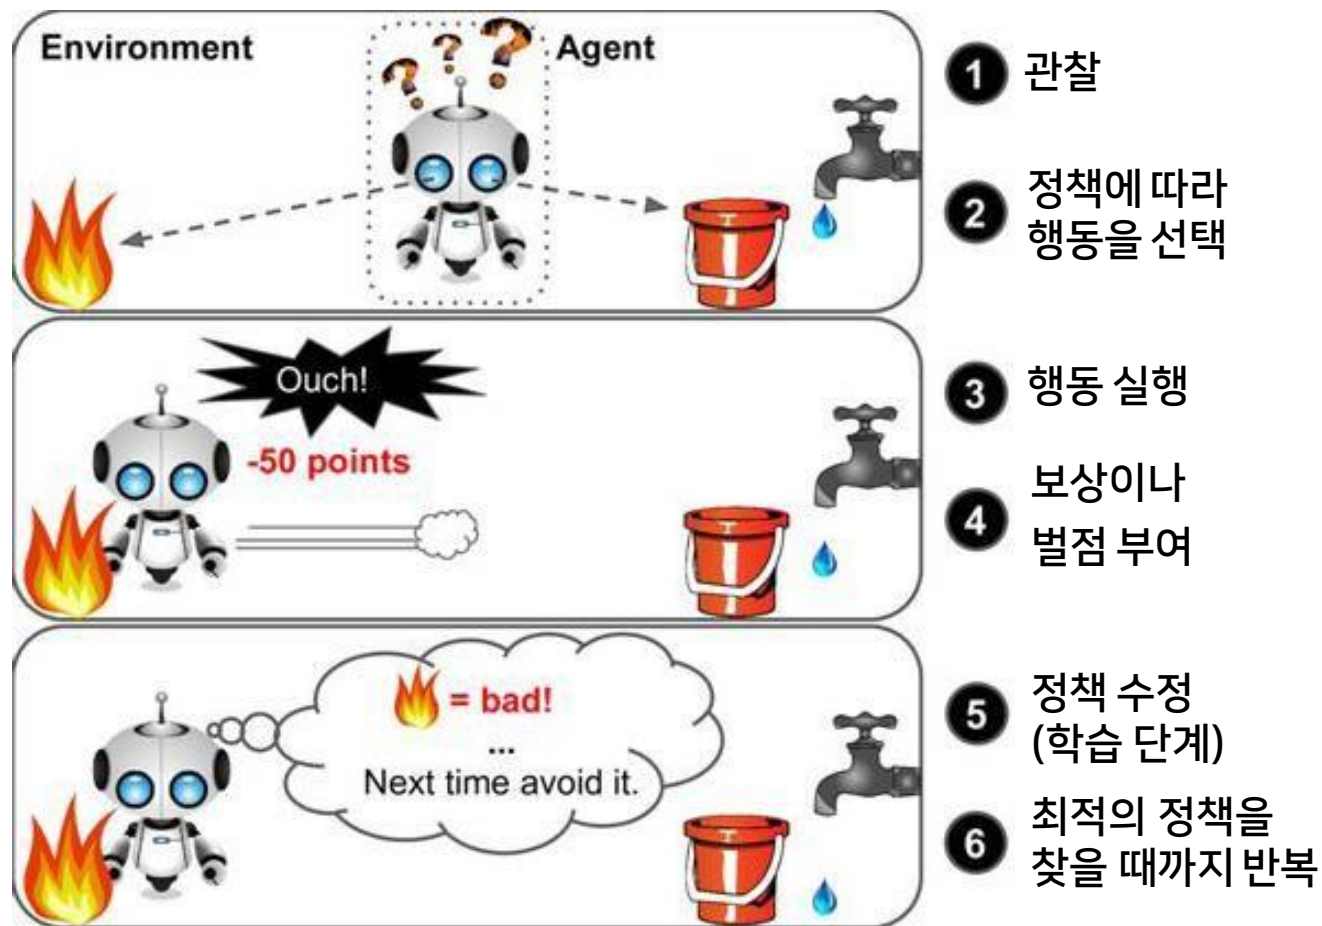 Environment
Agent
? ? ?
1 관찰
2 정책에 따라
행동을 선택
Ouch!
-50 points
3 행동 실행
4 보상이나
벌점 부여
= bad!
...
Next time avoid it.
5 정책 수정
(학습 단계)
6 최적의 정책을
찾을 때까지 반복